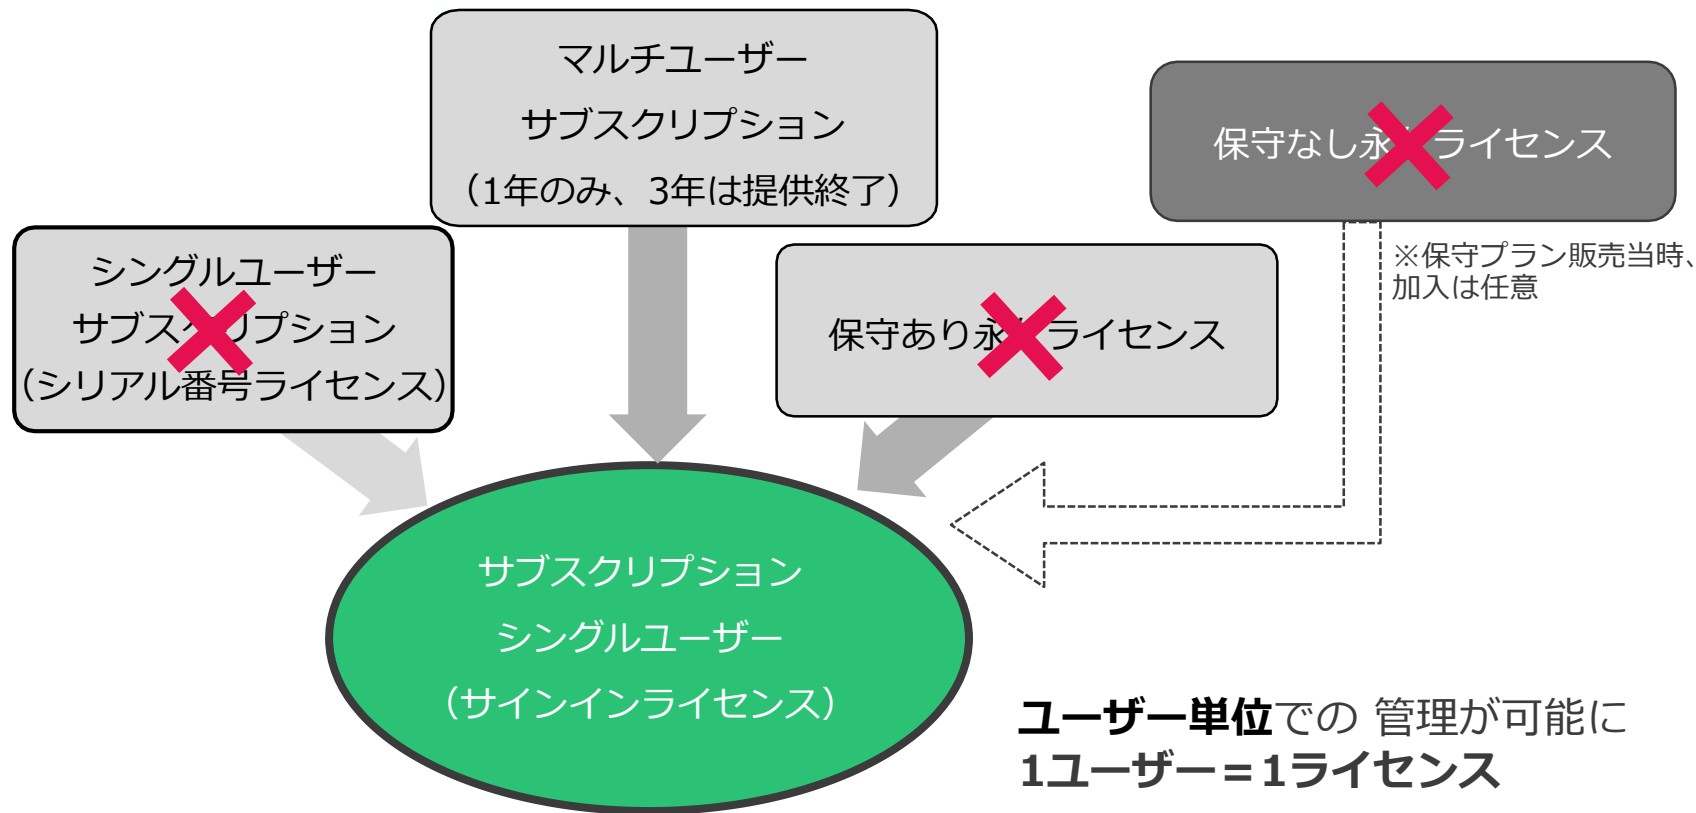 マルチユーザー
サブスクリプション
（1年のみ、3年は提供終了）
保守なし永ライセンス
※保守プラン販売当時、
加入は任意
シングルユーザー
サブスクリプション
（シリアル番号ライセンス）
保守あり永ライセンス
サブスクリプション
シングルユーザー
（サインインライセンス）
ユーザー単位での 管理が可能に
1ユーザー＝1ライセンス